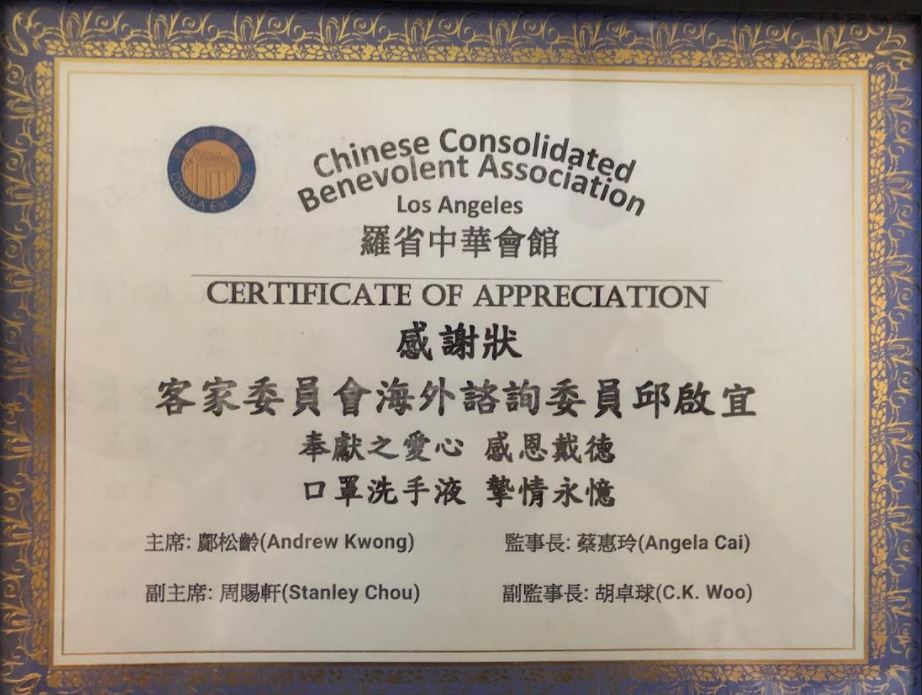 Chinese Consolidated
Benevolent Association
Los Angeles
羅省中華會館
CERTIFICATE OF APPRECIATION
感謝狀
客家委員會海外諮詢委員邱啟宜
奉獻之愛心 感恩戴德
口罩洗手液 摯情永憶
主席: 鄺松齡(Andrew Kwong) 監事長: 蔡惠玲(Angela Cai)
副主席: 周賜軒(Stanley Chou) 副監事長: 胡卓球(C.K. Woo)